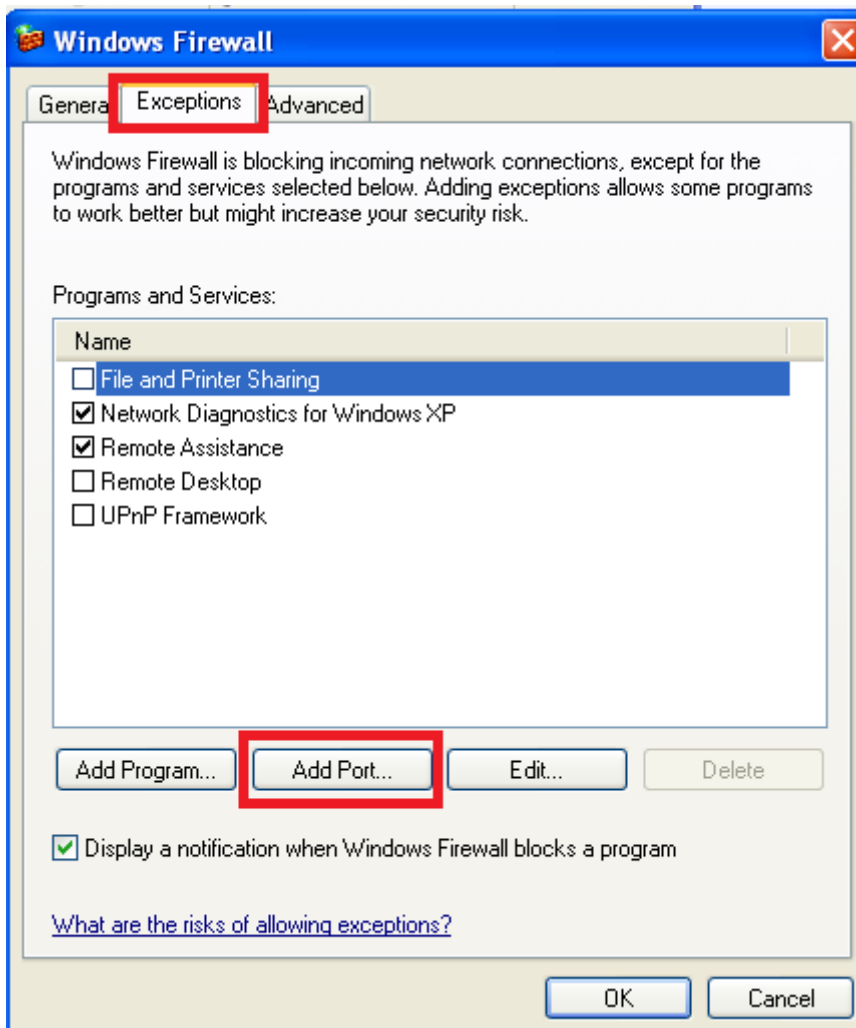 Windows Firewall
General Exceptions Advanced
Windows Firewall is blocking incoming network connections, except for the
programs and services selected below. Adding exceptions allows some programs
to work better but might increase your security risk.
Programs and Services:
Name
File and Printer Sharing
Network Diagnostics for Windows XP
Remote Assistance
Remote Desktop
UPnP Framework
Add Program... Add Port... Edit... Delete
Display a notification when Windows Firewall blocks a program
What are the risks of allowing exceptions?
OK Cancel